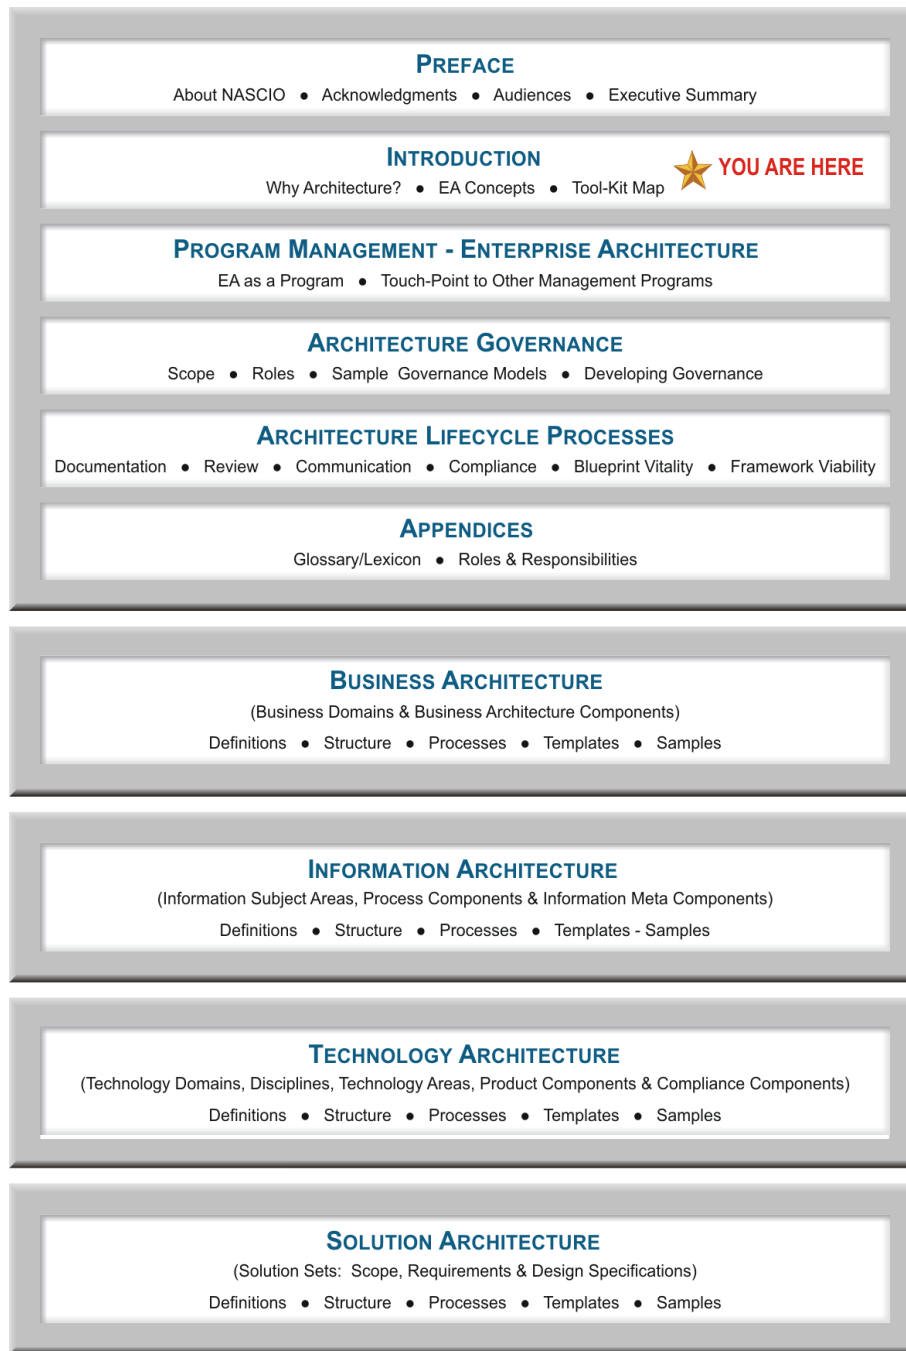 PREFACE
About NASCIO ● Acknowledgments ● Audiences ● Executive Summary
INTRODUCTION
Why Architecture? ● EA Concepts ● Tool-Kit Map
YOU ARE HERE
PROGRAM MANAGEMENT - ENTERPRISE ARCHITECTURE
EA as a Program ● Touch-Point to Other Management Programs
ARCHITECTURE GOVERNANCE
Scope ● Roles ● Sample Governance Models ● Developing Governance
ARCHITECTURE LIFECYCLE PROCESSES
Documentation ● Review ● Communication ● Compliance ● Blueprint Vitality ● Framework Viability
APPENDICES
Glossary/Lexicon ● Roles & Responsibilities
BUSINESS ARCHITECTURE
(Business Domains & Business Architecture Components)
Definitions ● Structure ● Processes ● Templates ● Samples
INFORMATION ARCHITECTURE
(Information Subject Areas, Process Components & Information Meta Components)
Definitions ● Structure ● Processes ● Templates - Samples
TECHNOLOGY ARCHITECTURE
(Technology Domains, Disciplines, Technology Areas, Product Components & Compliance Components)
Definitions ● Structure ● Processes ● Templates ● Samples
SOLUTION ARCHITECTURE
(Solution Sets: Scope, Requirements & Design Specifications)
Definitions ● Structure ● Processes ● Templates ● Samples